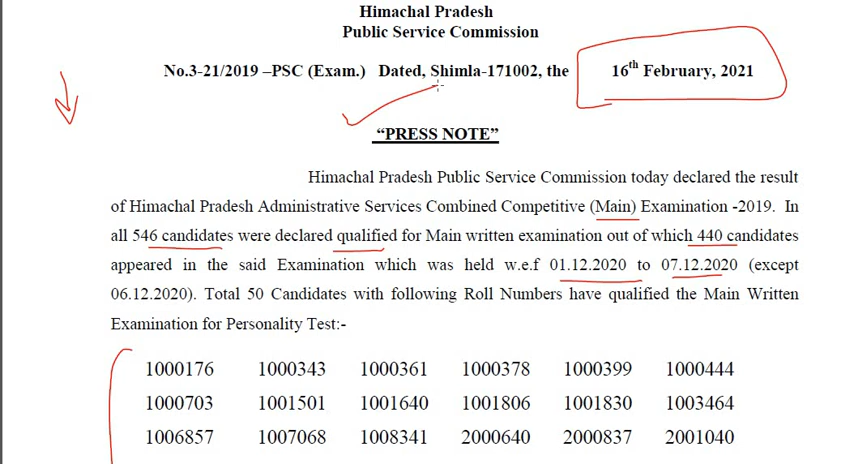 Himachal Pradesh
Public Service Commission
No.3-21/2019 –PSC (Exam.) Dated, Shimla-171002, the 16th February, 2021
“PRESS NOTE”
Himachal Pradesh Public Service Commission today declared the result
of Himachal Pradesh Administrative Services Combined Competitive (Main) Examination -2019. In
all 546 candidates were declared qualified for Main written examination out of which 440 candidates
appeared in the said Examination which was held w.e.f 01.12.2020 to 07.12.2020 (except
06.12.2020). Total 50 Candidates with following Roll Numbers have qualified the Main Written
Examination for Personality Test:-
1000176 1000343 1000361 1000378 1000399 1000444
1000703 1001501 1001640 1001806 1001830 1003464
1006857 1007068 1008341 2000640 2000837 2001040